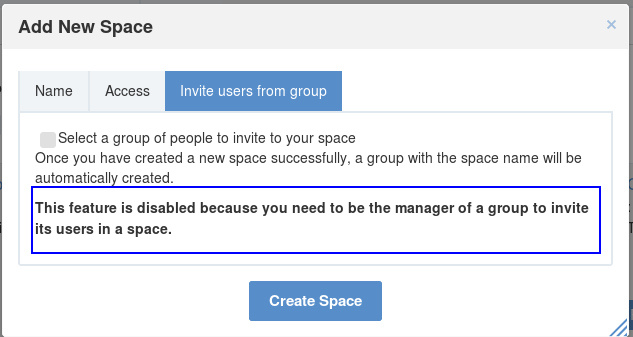 Add New Space
×
Name
Access
Invite users from group
Select a group of people to invite to your space
Once you have created a new space successfully, a group with the space name will be
automatically created.
This feature is disabled because you need to be the manager of a group to invite
its users in a space.
Create Space